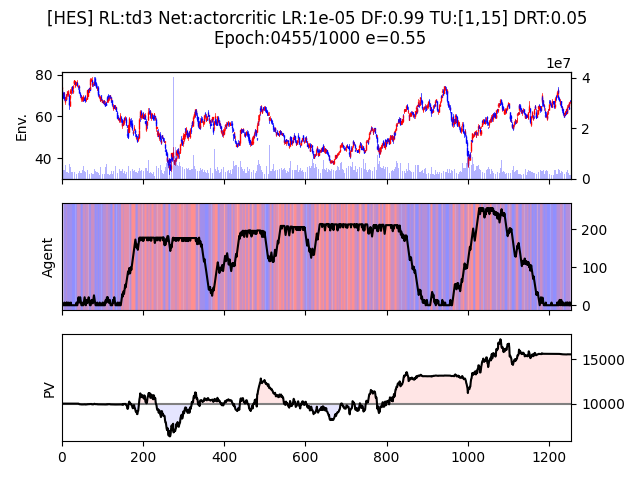 [HES] RL:td3 Net:actorcritic LR:1e-05 DF:0.99 TU:[1,15] DRT:0.05
Epoch:0455/1000 e=0.55
1e7
80
60
40
Env.
4
2
0
Agent
200
100
0
PV
15000
10000
0 200 400 600 800 1000 1200